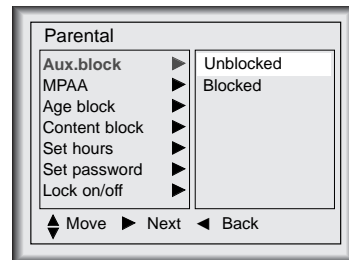 Parental
Aux.block
MPAA
Age block
Content block
Set hours
Set password
Lock on/off
Unblocked
Blocked
Move Next Back